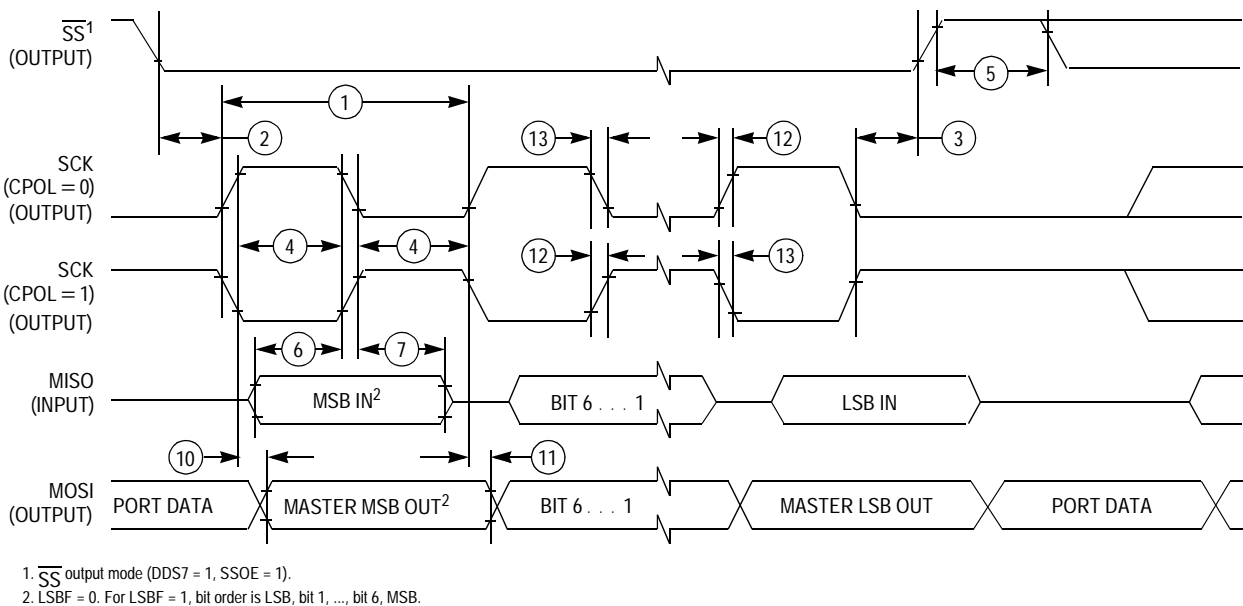 SS¹
(OUTPUT)
5
1
2
13
12
3
SCK
(CPOL = 0)
(OUTPUT)
4
4
12
13
SCK
(CPOL = 1)
(OUTPUT)
6
7
MISO
(INPUT)
MSB IN²
BIT 6 . . . 1
LSB IN
10
11
MOSI
(OUTPUT)
PORT DATA
MASTER MSB OUT²
BIT 6 . . . 1
MASTER LSB OUT
PORT DATA
1. SS output mode (DDS7 = 1, SSOE = 1).
2. LSBF = 0. For LSBF = 1, bit order is LSB, bit 1, ..., bit 6, MSB.